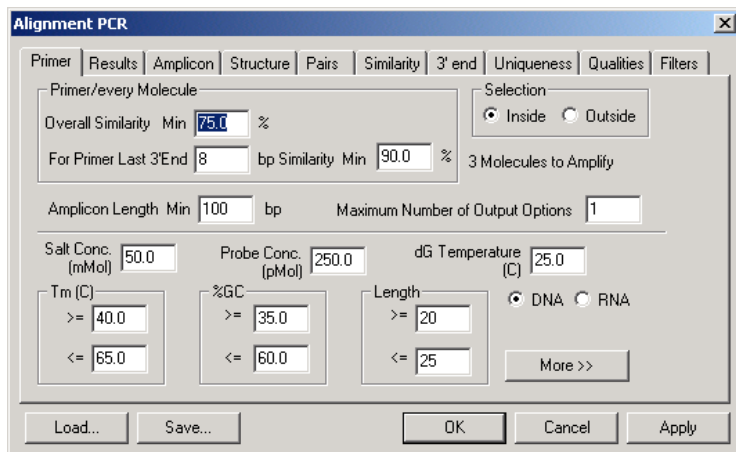 Alignment PCR
Primer Results Amplicon Structure Pairs Similarity 3' end Uniqueness Qualities Filters
Primer/every Molecule
Overall Similarity Min 75.0 %
For Primer Last 3'End 8 bp Similarity Min 90.0 %
Selection
Inside Outside
3 Molecules to Amplify
Amplicon Length Min 100 bp Maximum Number of Output Options 1
Salt Conc. (mMol) 50.0 Probe Conc. (pMol) 250.0 dG Temperature (C) 25.0
Tm (C)
>= 40.0
<= 65.0
%GC
>= 35.0
<= 60.0
Length
>= 20
<= 25
DNA RNA
More >>
Load... Save... OK Cancel Apply